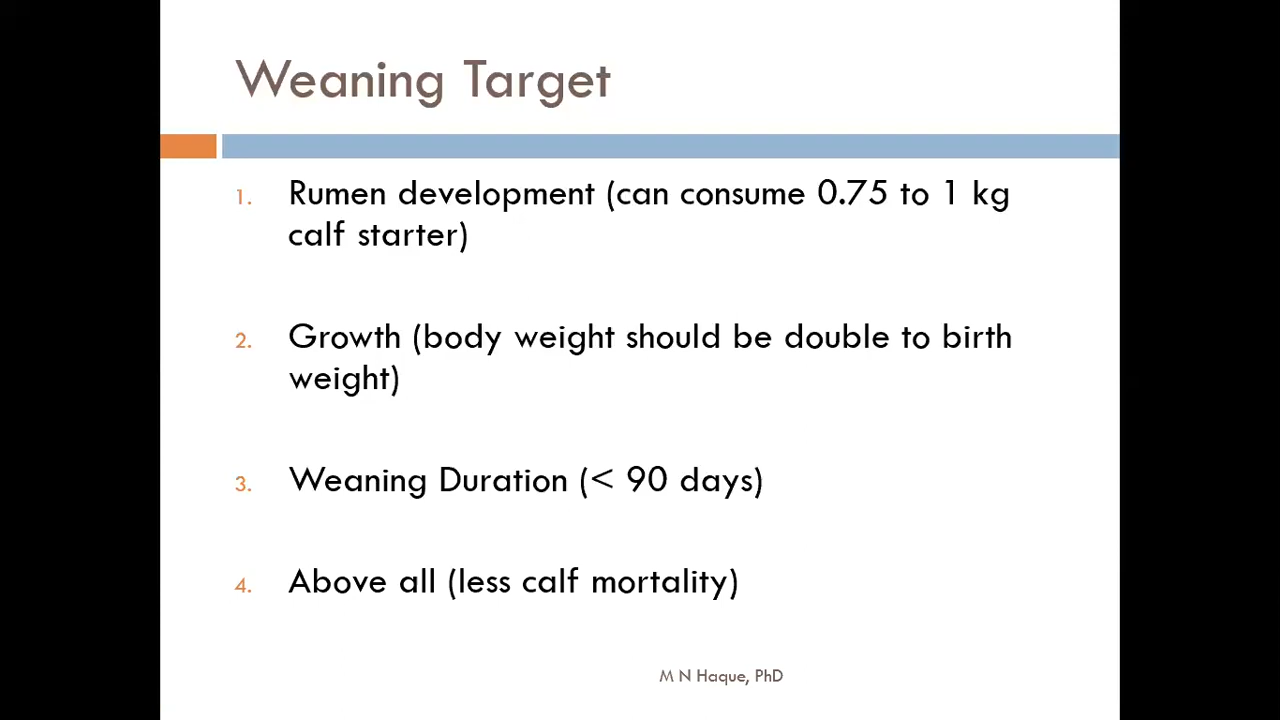 Weaning Target
1. Rumen development (can consume 0.75 to 1 kg
calf starter)
2. Growth (body weight should be double to birth
weight)
3. Weaning Duration (< 90 days)
4. Above all (less calf mortality)
M N Haque, PhD